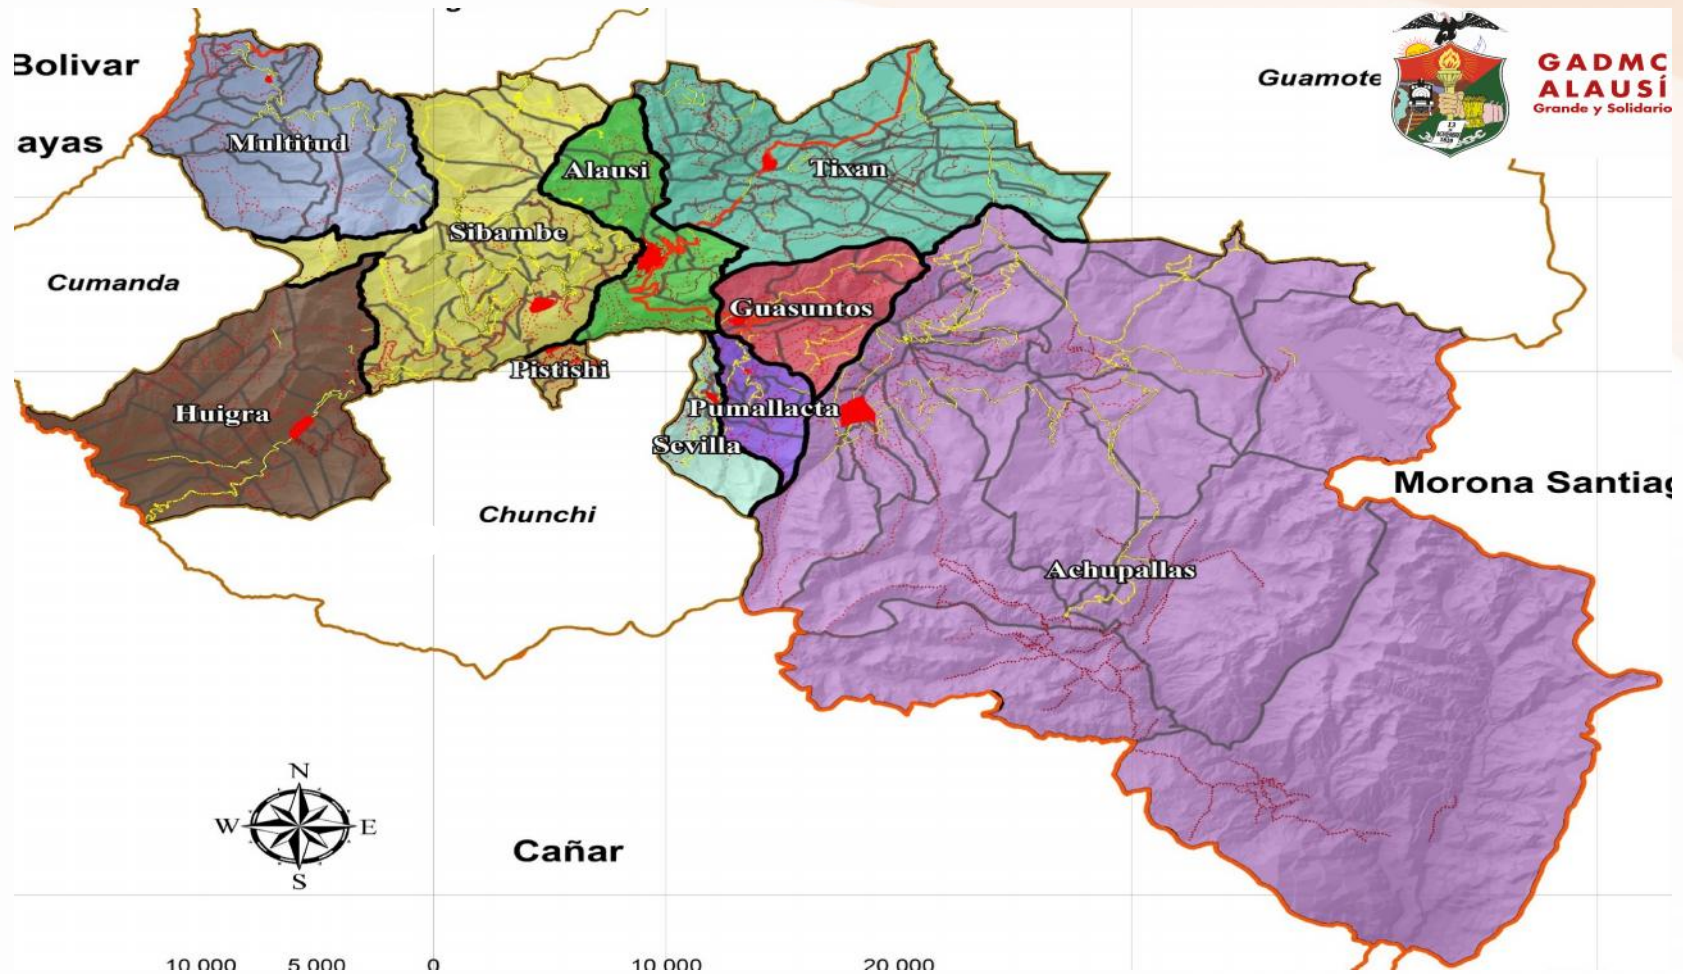 Bolivar
ayas
Cumanda
Multitud
Sibambe
Alausi
Tixan
Guamote
GADMC
ALAUSÍ
Grande y Solidario
13
Guasuntos
Huigra
Pistishi
Pumallacta
Sevilla
Chunchi
Achupallas
Morona Santiag
Cañar
N
W
E
S
10 000 5 000 0 10 000 20 000